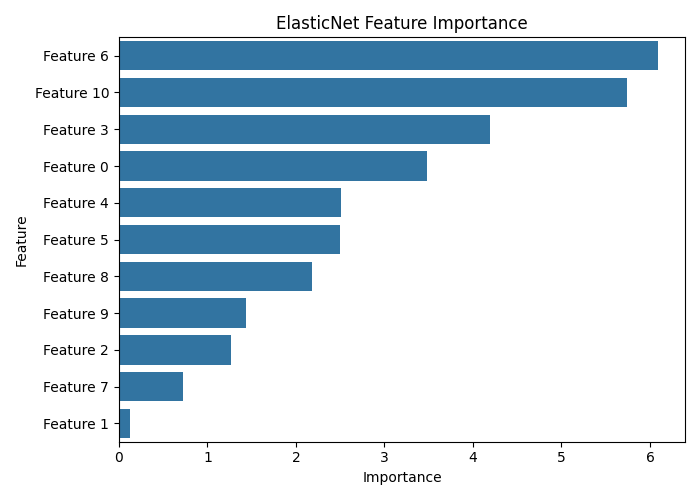 ElasticNet Feature Importance
Feature 6
Feature 10
Feature 3
Feature 0
Feature 4
Feature 5
Feature 8
Feature 9
Feature 2
Feature 7
Feature 1
Feature
0 1 2 3 4 5 6
Importance